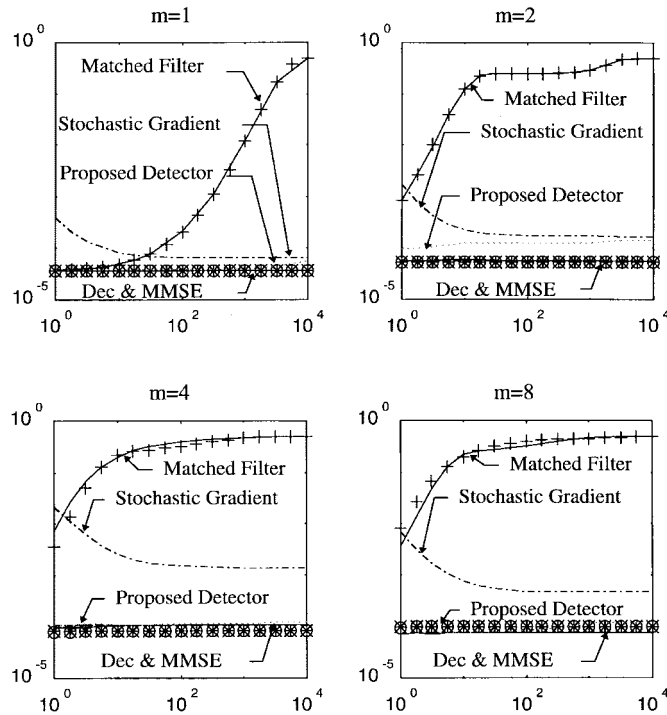 m=1
10^0
Matched Filter
Stochastic Gradient
Proposed Detector
Dec & MMSE
10^-5
10^0 10^2 10^4
m=2
10^0
Matched Filter
Stochastic Gradient
Proposed Detector
Dec & MMSE
10^-5
10^0 10^2 10^4
m=4
10^0
Matched Filter
Stochastic Gradient
Proposed Detector
Dec & MMSE
10^-5
10^0 10^2 10^4
m=8
10^0
Matched Filter
Stochastic Gradient
Proposed Detector
Dec & MMSE
10^-5
10^0 10^2 10^4